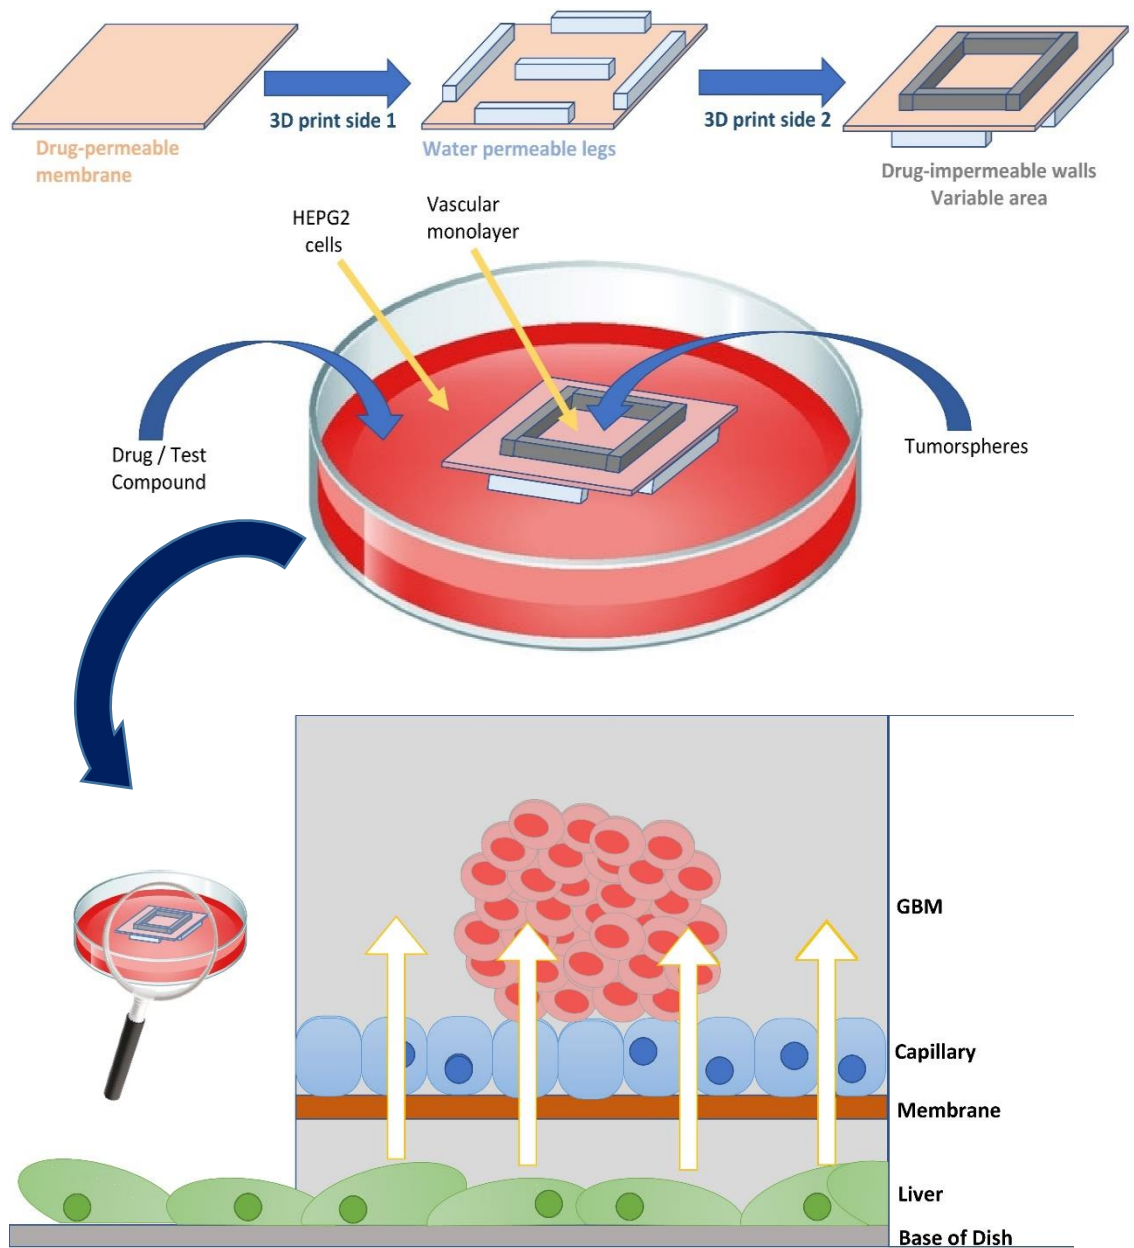 3D print side 1
3D print side 2
Drug-permeable
membrane
Water permeable legs
Drug-impermeable walls
Variable area
HEPG2
cells
Vascular
monolayer
Drug / Test
Compound
Tumorspheres
GBM
Capillary
Membrane
Liver
Base of Dish